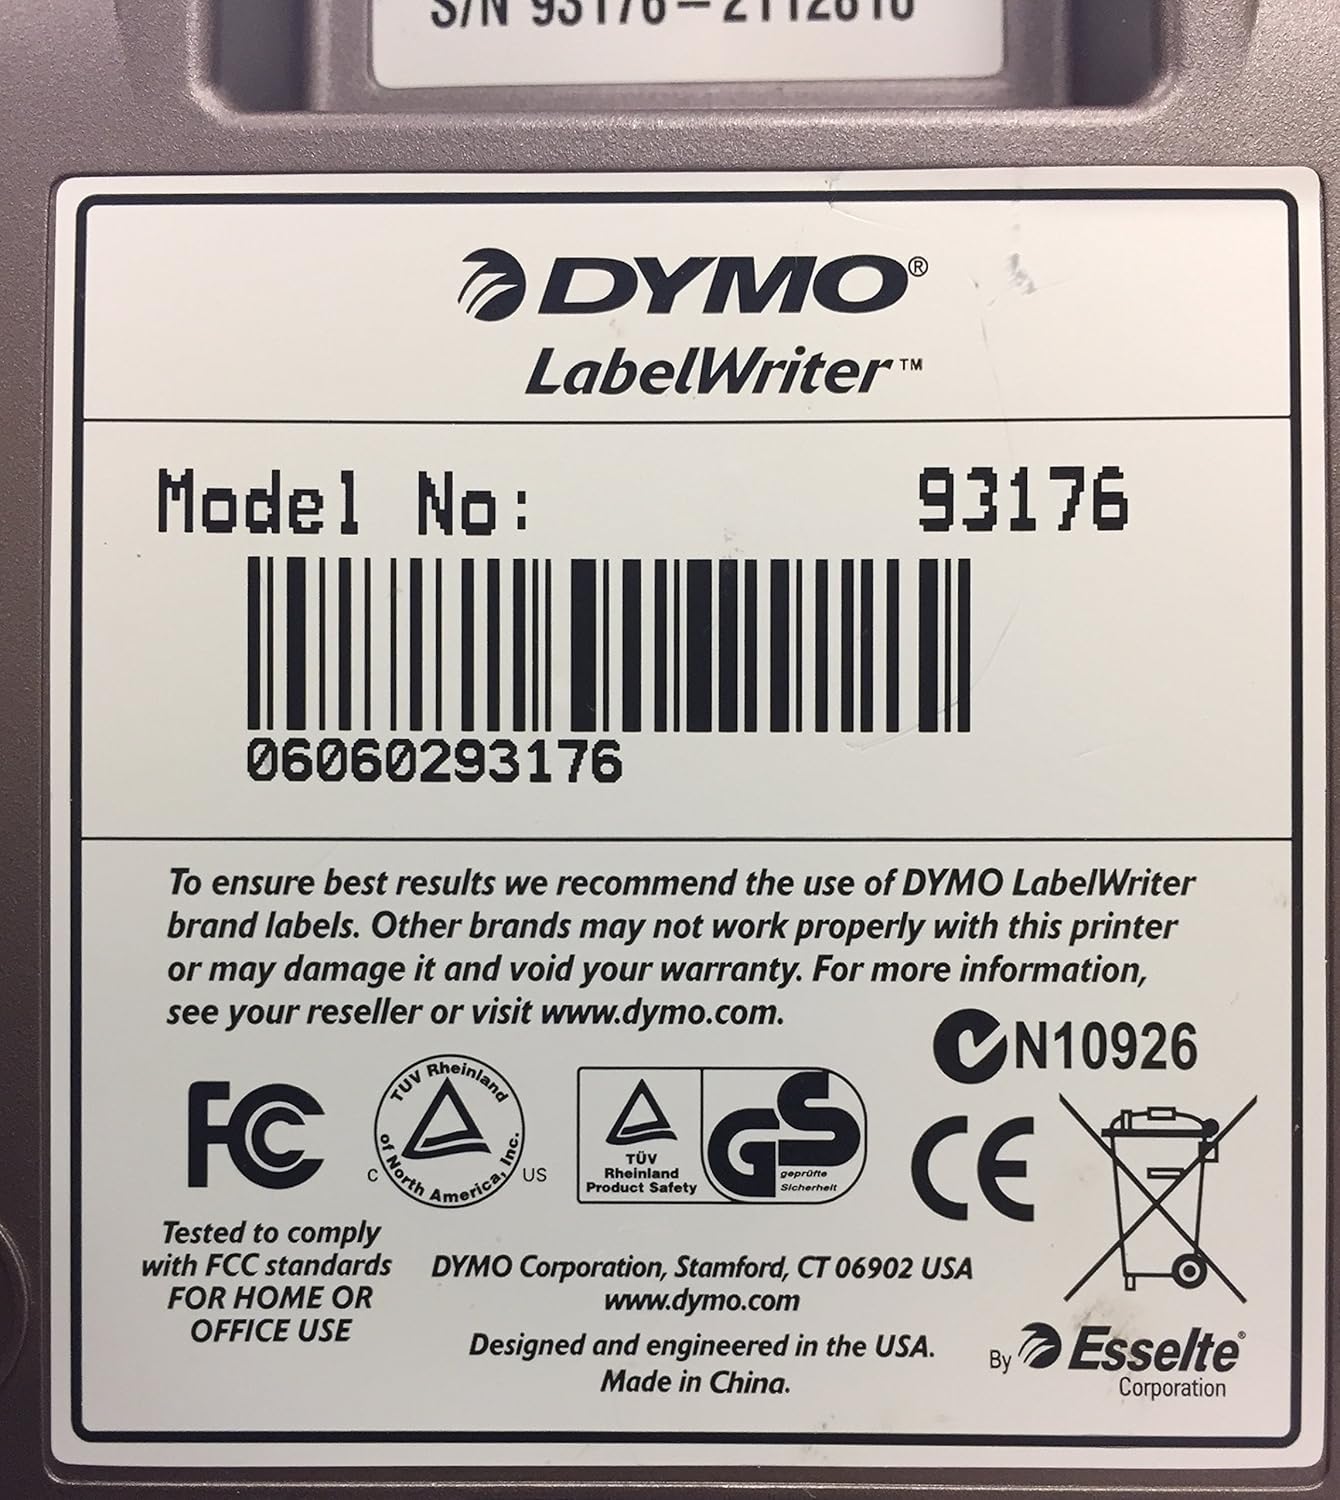 S/N 93176-2112810
DYMO®
LabelWriter™
Model No: 93176
06060293176
To ensure best results we recommend the use of DYMO LabelWriter
brand labels. Other brands may not work properly with this printer
or may damage it and void your warranty. For more information,
see your reseller or visit www.dymo.com.
N10926
FC
TUV Rheinland
of North America, Inc.
C US
TÜV
Rheinland
Product Safety
GS
geprüfte
Sicherheit
CE
Tested to comply
with FCC standards
FOR HOME OR
OFFICE USE
DYMO Corporation, Stamford, CT 06902 USA
www.dymo.com
Designed and engineered in the USA.
Made in China.
By Esselte®
Corporation